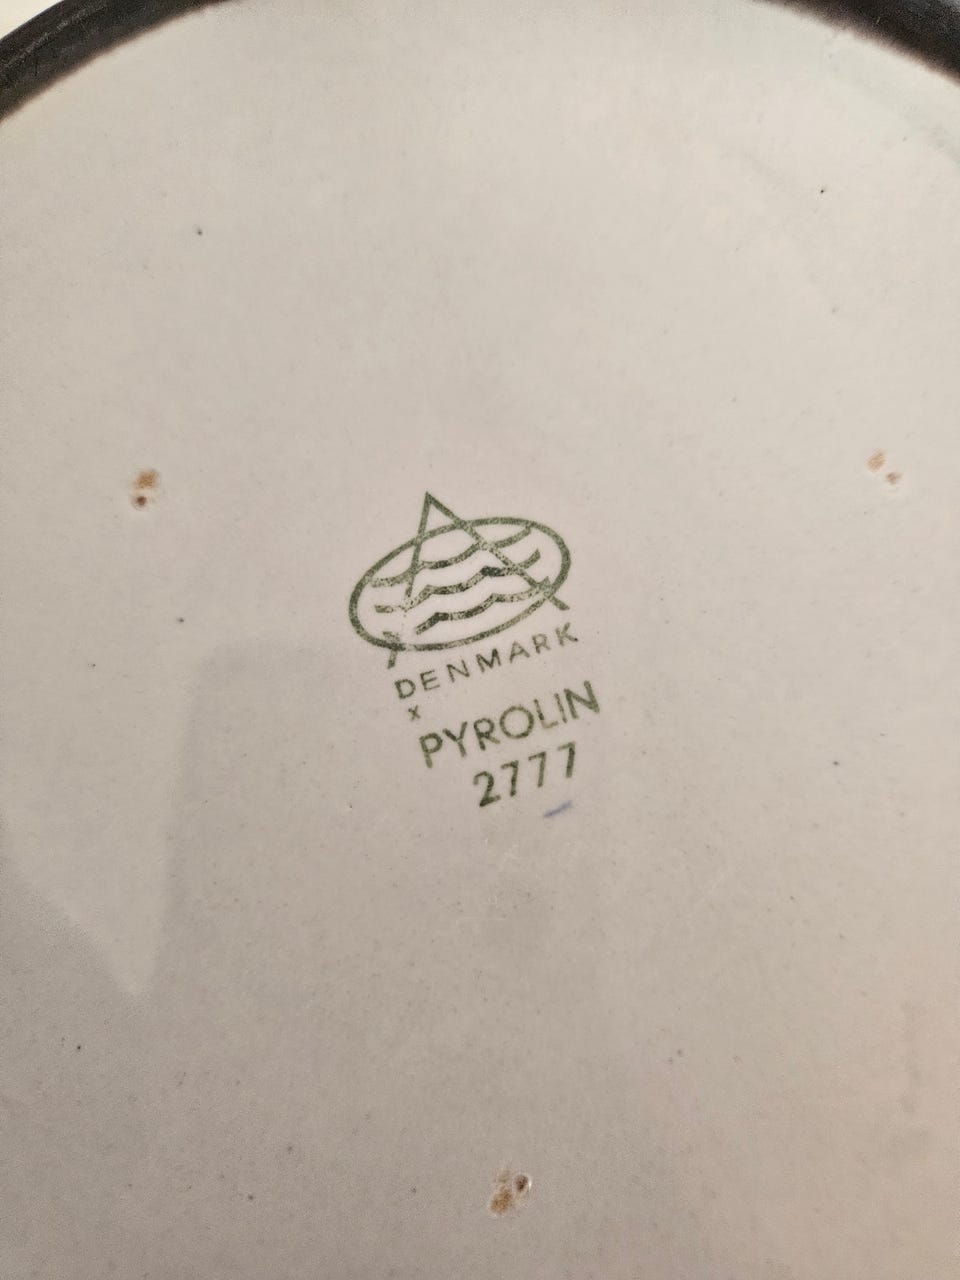 DENMARK
x
PYROLIN
2777